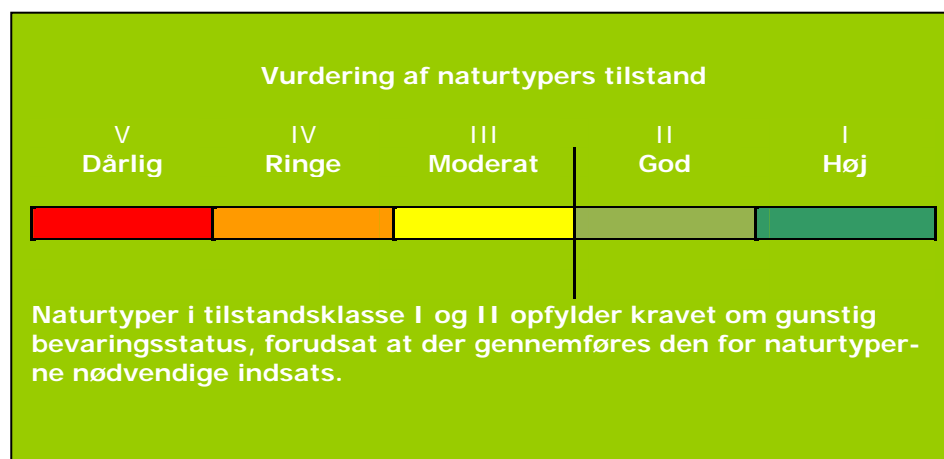 Vurdering af naturtypers tilstand
V IV III II I
Dårlig Ringe Moderat God Høj
Naturtyper i tilstandsklasse I og II opfylder kravet om gunstig
bevaringsstatus, forudsat at der gennemføres den for naturtyper-
ne nødvendige indsats.